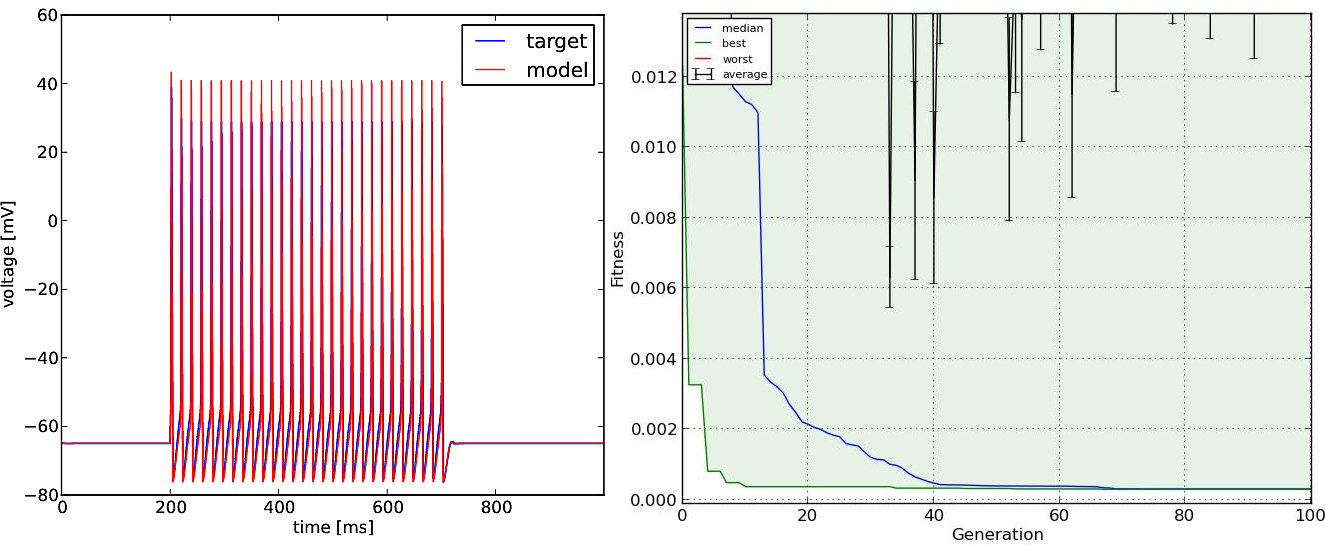 60
40
20
0
−20
−40
−60
−80
voltage [mV]
0
200
400
600
800
time [ms]
target
model
0.012
0.010
0.008
0.006
0.004
0.002
0.000
Fitness
0
20
40
60
80
100
Generation
median
best
worst
average